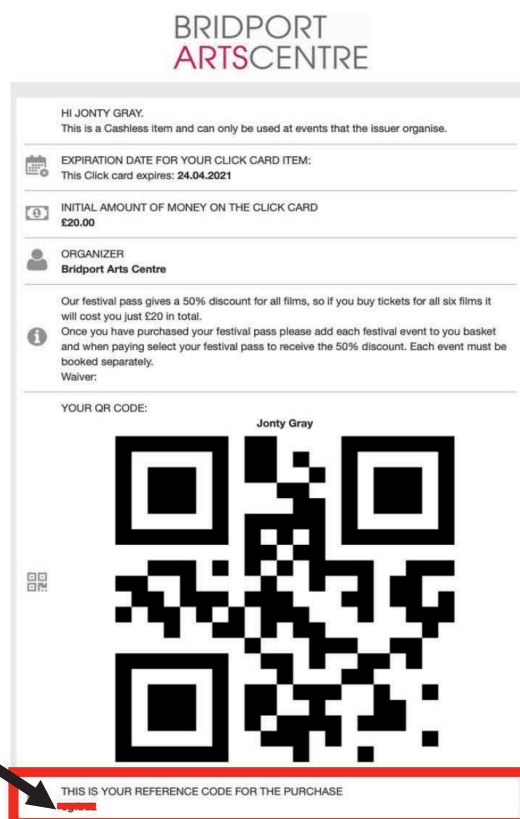 BRIDPORT
ARTSCENTRE
HI JONTY GRAY.
This is a Cashless item and can only be used at events that the issuer organise.
EXPIRATION DATE FOR YOUR CLICK CARD ITEM:
This Click card expires: 24.04.2021
INITIAL AMOUNT OF MONEY ON THE CLICK CARD
£20.00
ORGANIZER
Bridport Arts Centre
Our festival pass gives a 50% discount for all films, so if you buy tickets for all six films it
will cost you just £20 in total.
Once you have purchased your festival pass please add each festival event to you basket
and when paying select your festival pass to receive the 50% discount. Each event must be
booked separately.
Waiver:
YOUR QR CODE:
Jonty Gray
THIS IS YOUR REFERENCE CODE FOR THE PURCHASE